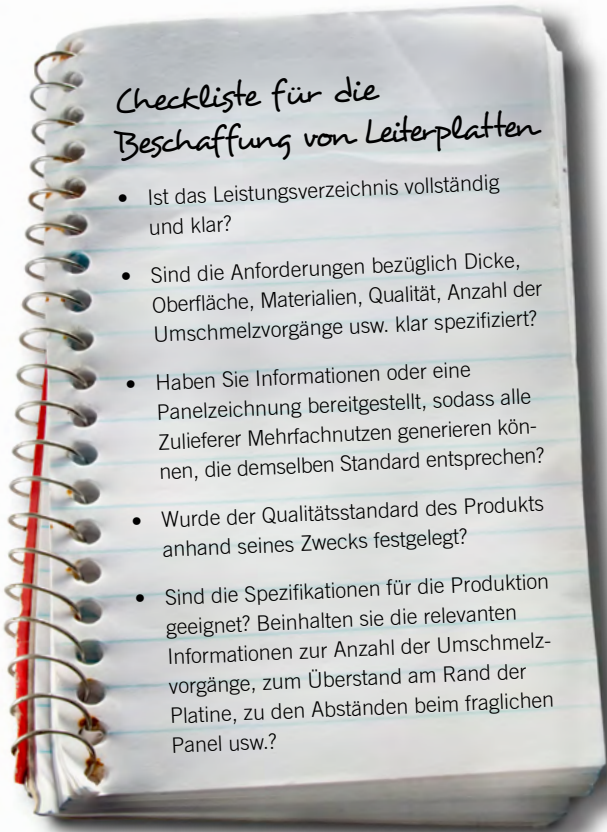 Checkliste für die
Beschaffung von Leiterplatten
• Ist das Leistungsverzeichnis vollständig
und klar?
• Sind die Anforderungen bezüglich Dicke,
Oberfläche, Materialien, Qualität, Anzahl der
Umschmelzvorgänge usw. klar spezifiziert?
• Haben Sie Informationen oder eine
Panelzeichnung bereitgestellt, sodass alle
Zulieferer Mehrfachnutzen generieren kön-
nen, die demselben Standard entsprechen?
• Wurde der Qualitätsstandard des Produkts
anhand seines Zwecks festgelegt?
• Sind die Spezifikationen für die Produktion
geeignet? Beinhalten sie die relevanten
Informationen zur Anzahl der Umschmelz-
vorgänge, zum Überstand am Rand der
Platine, zu den Abständen beim fraglichen
Panel usw.?